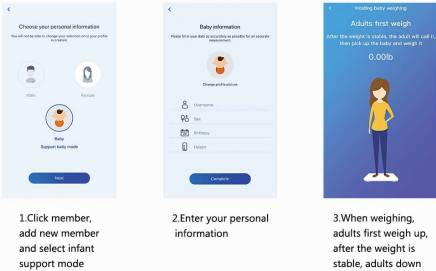 Choose your personal information
You will not be able to change your selection once your profile
is created.
Male
Female
Baby
Support baby mode
Next
1.Click member,
add new member
and select infant
support mode
Baby information
Please fill in your data as accurately as possible for an accurate
measurement.
Change profile picture
Username
Sex
Birthday
Height
Complete
2.Enter your personal
information
Holding baby weighing
Adults first weigh
After the weight is stable, the adult will call it,
then pick up the baby and weigh it
0.00lb
3.When weighing,
adults first weigh up,
after the weight is
stable, adults down